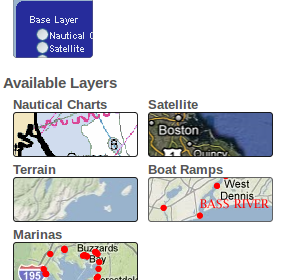 Base Layer
Nautical C
Satellite
Available Layers
Nautical Charts
Satellite
Boston
Quincy
Terrain
Boat Ramps
West
Dennis
BASS RIVER
Marinas
Buzzards
Bay
195